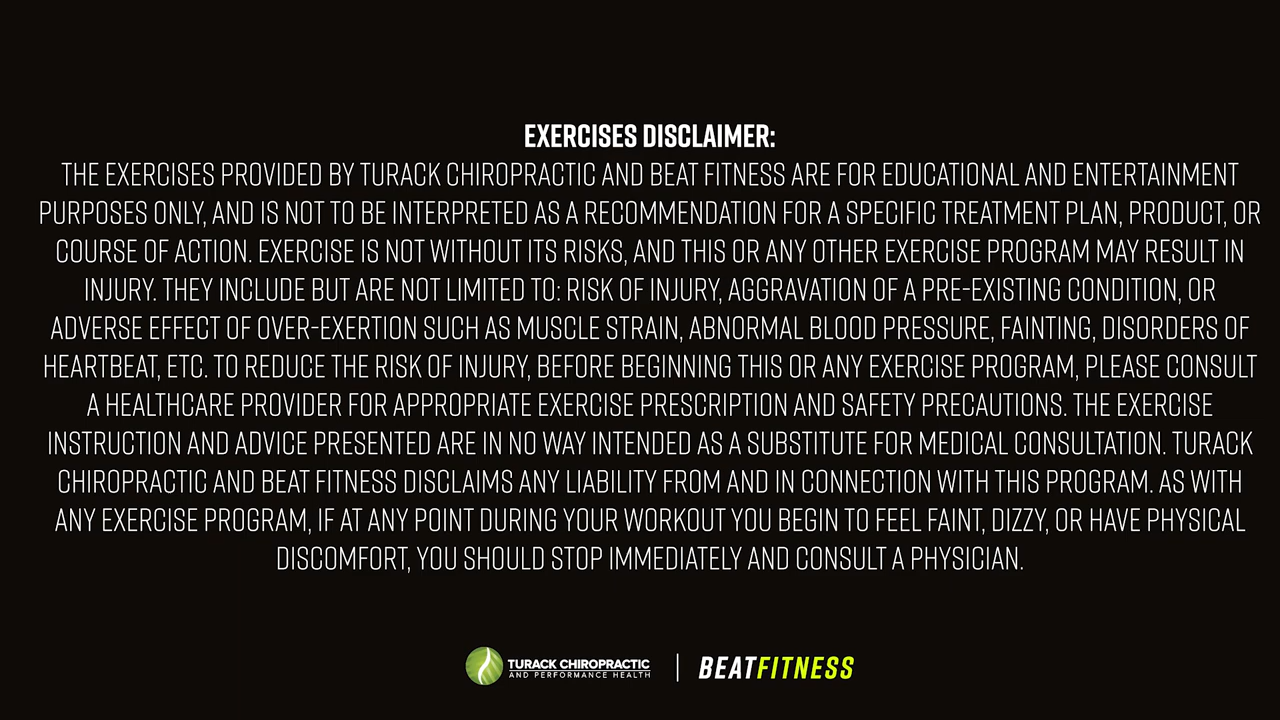 EXERCISES DISCLAIMER:
THE EXERCISES PROVIDED BY TURACK CHIROPRACTIC AND BEAT FITNESS ARE FOR EDUCATIONAL AND ENTERTAINMENT
PURPOSES ONLY, AND IS NOT TO BE INTERPRETED AS A RECOMMENDATION FOR A SPECIFIC TREATMENT PLAN, PRODUCT, OR
COURSE OF ACTION. EXERCISE IS NOT WITHOUT ITS RISKS, AND THIS OR ANY OTHER EXERCISE PROGRAM MAY RESULT IN
INJURY. THEY INCLUDE BUT ARE NOT LIMITED TO: RISK OF INJURY, AGGRAVATION OF A PRE-EXISTING CONDITION, OR
ADVERSE EFFECT OF OVER-EXERTION SUCH AS MUSCLE STRAIN, ABNORMAL BLOOD PRESSURE, FAINTING, DISORDERS OF
HEARTBEAT, ETC. TO REDUCE THE RISK OF INJURY, BEFORE BEGINNING THIS OR ANY EXERCISE PROGRAM, PLEASE CONSULT
A HEALTHCARE PROVIDER FOR APPROPRIATE EXERCISE PRESCRIPTION AND SAFETY PRECAUTIONS. THE EXERCISE
INSTRUCTION AND ADVICE PRESENTED ARE IN NO WAY INTENDED AS A SUBSTITUTE FOR MEDICAL CONSULTATION. TURACK
CHIROPRACTIC AND BEAT FITNESS DISCLAIMS ANY LIABILITY FROM AND IN CONNECTION WITH THIS PROGRAM. AS WITH
ANY EXERCISE PROGRAM, IF AT ANY POINT DURING YOUR WORKOUT YOU BEGIN TO FEEL FAINT, DIZZY, OR HAVE PHYSICAL
DISCOMFORT, YOU SHOULD STOP IMMEDIATELY AND CONSULT A PHYSICIAN.
TURACK CHIROPRACTIC
AND PERFORMANCE HEALTH
BEATFITNESS